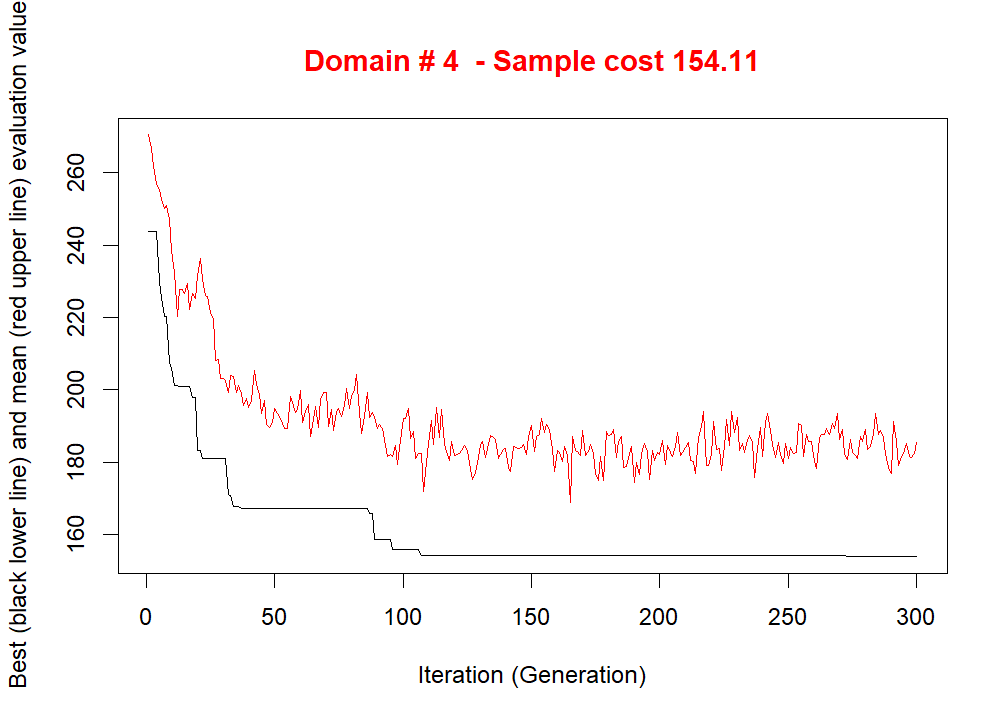 Domain # 4  - Sample cost 154.11
Best (black lower line) and mean (red upper line) evaluation value
260
240
220
200
180
160
0 50 100 150 200 250 300
Iteration (Generation)